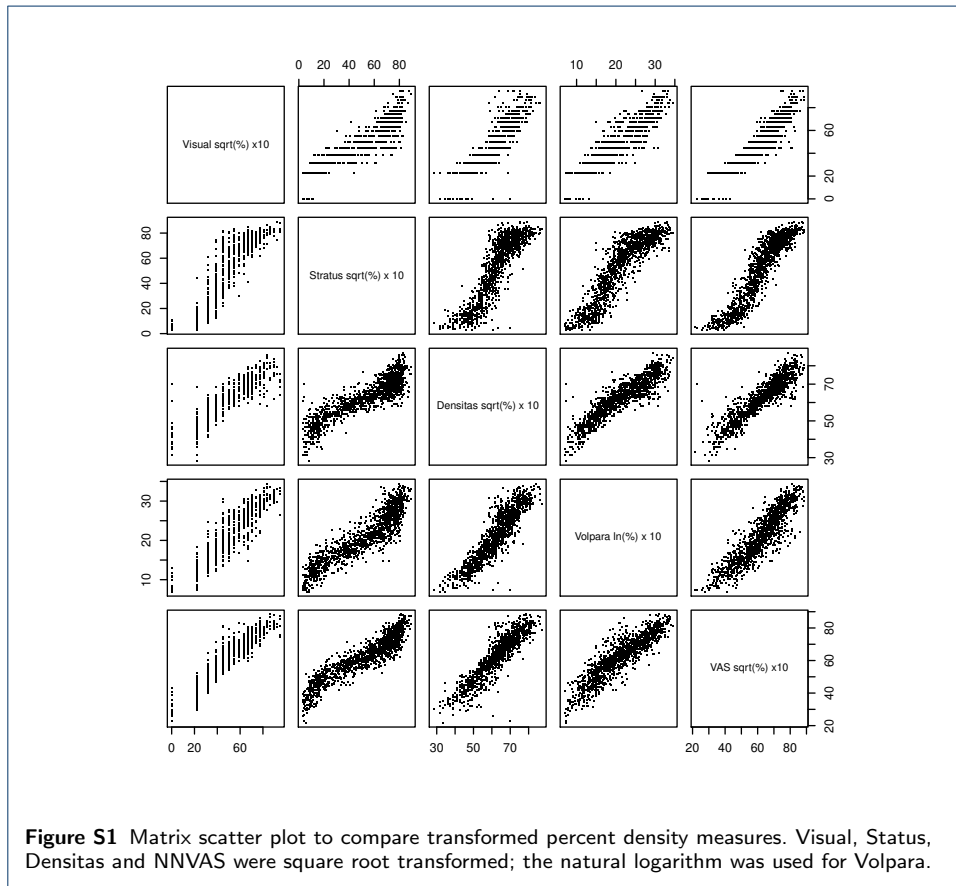 0 20 40 60 80
10 20 30
Visual sqrt(%) x10
0 20 60
0 20 40 60 80
Stratus sqrt(%) x 10
Densitas sqrt(%) x 10
30 50 70
10 20 30
Volpara ln(%) x 10
VAS sqrt(%) x10
20 40 60 80
0 20 60
30 50 70
20 40 60 80
Figure S1 Matrix scatter plot to compare transformed percent density measures. Visual, Status,
Densitas and NNVAS were square root transformed; the natural logarithm was used for Volpara.